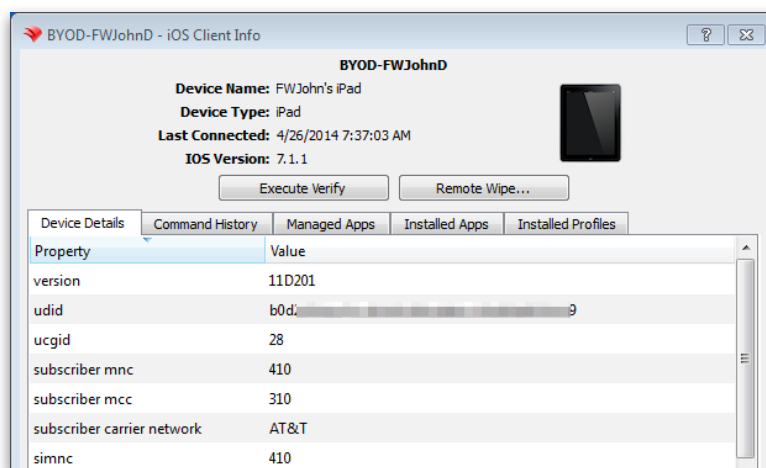 BYOD-FWJohnD - iOS Client Info
BYOD-FWJohnD
Device Name: FWJohn's iPad
Device Type: iPad
Last Connected: 4/26/2014 7:37:03 AM
IOS Version: 7.1.1
Execute Verify Remote Wipe...
Device Details Command History Managed Apps Installed Apps Installed Profiles
Property Value
version 11D201
udid
ucgid 28
subscriber mnc 410
subscriber mcc 310
subscriber carrier network AT&T
simnc 410